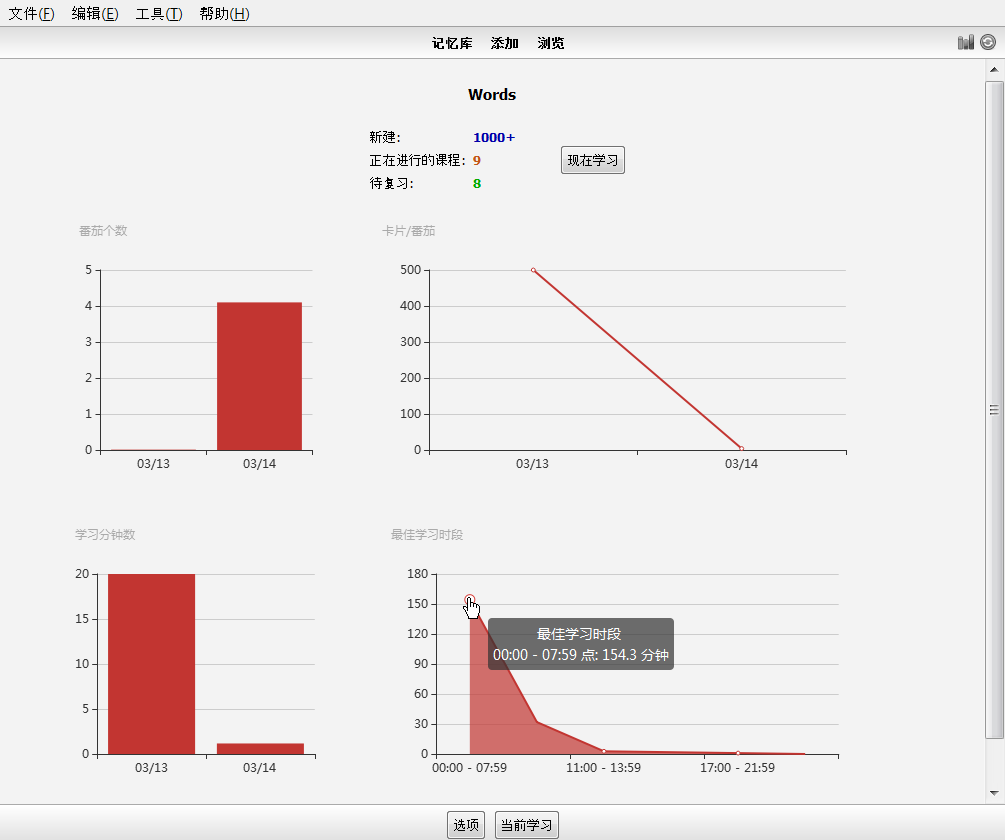 文件(F) 编辑(E) 工具(T) 帮助(H)
记忆库 添加 浏览
Words
新建: 1000+
正在进行的课程: 9
现在学习
待复习: 8
番茄个数
5
4
3
2
1
0
03/13 03/14
卡片/番茄
500
400
300
200
100
0
03/13 03/14
学习分钟数
20
15
10
5
0
03/13 03/14
最佳学习时段
180
150
120
90
60
30
0
最佳学习时段
00:00 - 07:59 点: 154.3 分钟
00:00 - 07:59 11:00 - 13:59 17:00 - 21:59
选项 当前学习